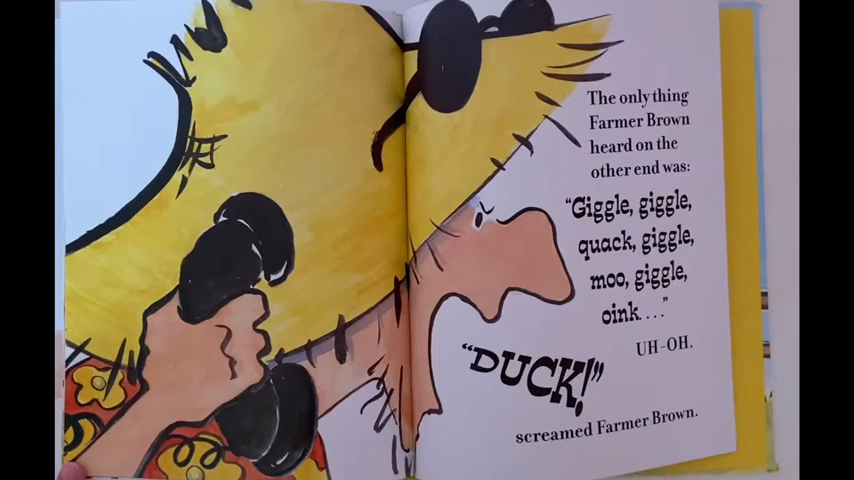 The only thing
Farmer Brown
heard on the
other end was:
“Giggle, giggle,
quack, giggle,
moo, giggle,
oink....”
UH-OH.
“DUCK!”
screamed Farmer Brown.